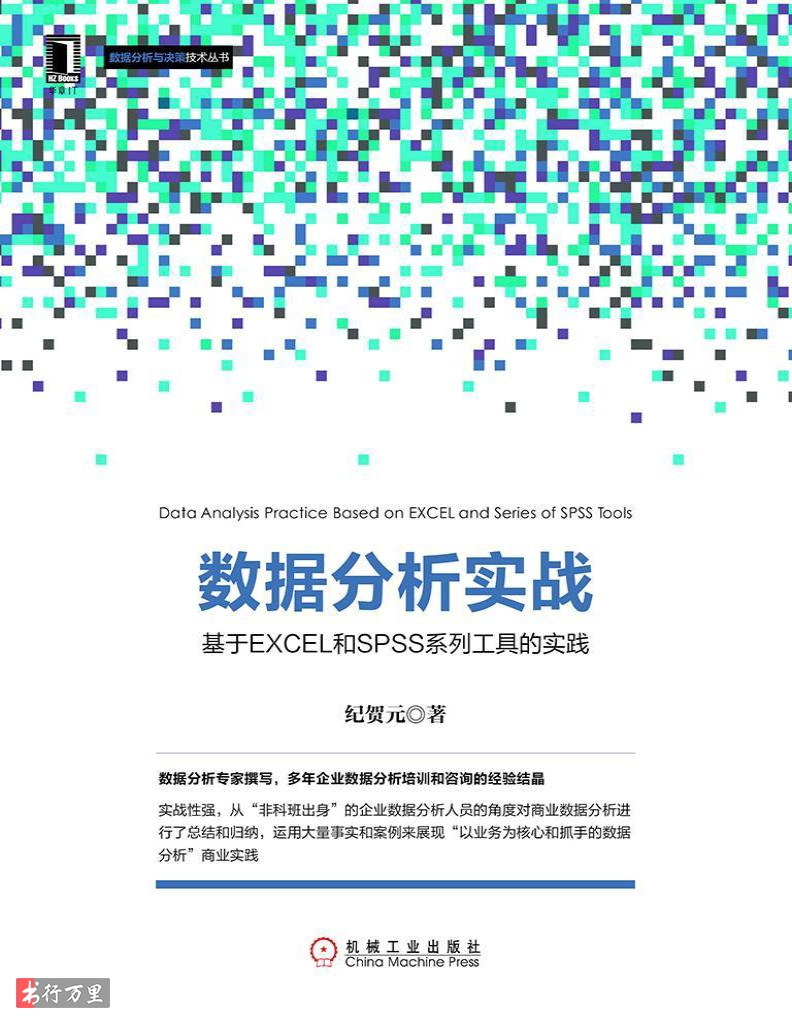 HZ Books
华章IT
数据分析与决策技术丛书
Data Analysis Practice Based on EXCEL and Series of SPSS Tools
数据分析实战
基于EXCEL和SPSS系列工具的实践
纪贺元◎著
数据分析专家撰写，多年企业数据分析培训和咨询的经验结晶
实战性强，从“非科班出身”的企业数据分析人员的角度对商业数据分析进
行了总结和归纳，运用大量事实和案例来展现“以业务为核心和抓手的数据
分析”商业实践
机械工业出版社
China Machine Press
书行万里